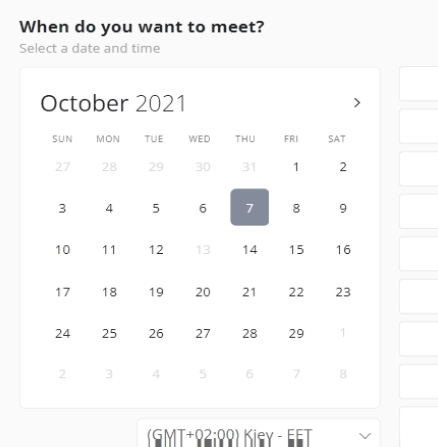 When do you want to meet?
Select a date and time
October 2021
SUN MON TUE WED THU FRI SAT
27 28 29 30 31 1 2
3 4 5 6 7 8 9
10 11 12 13 14 15 16
17 18 19 20 21 22 23
24 25 26 27 28 29 1
2 3 4 5 6 7 8
(GMT+02:00) Kiev - EET